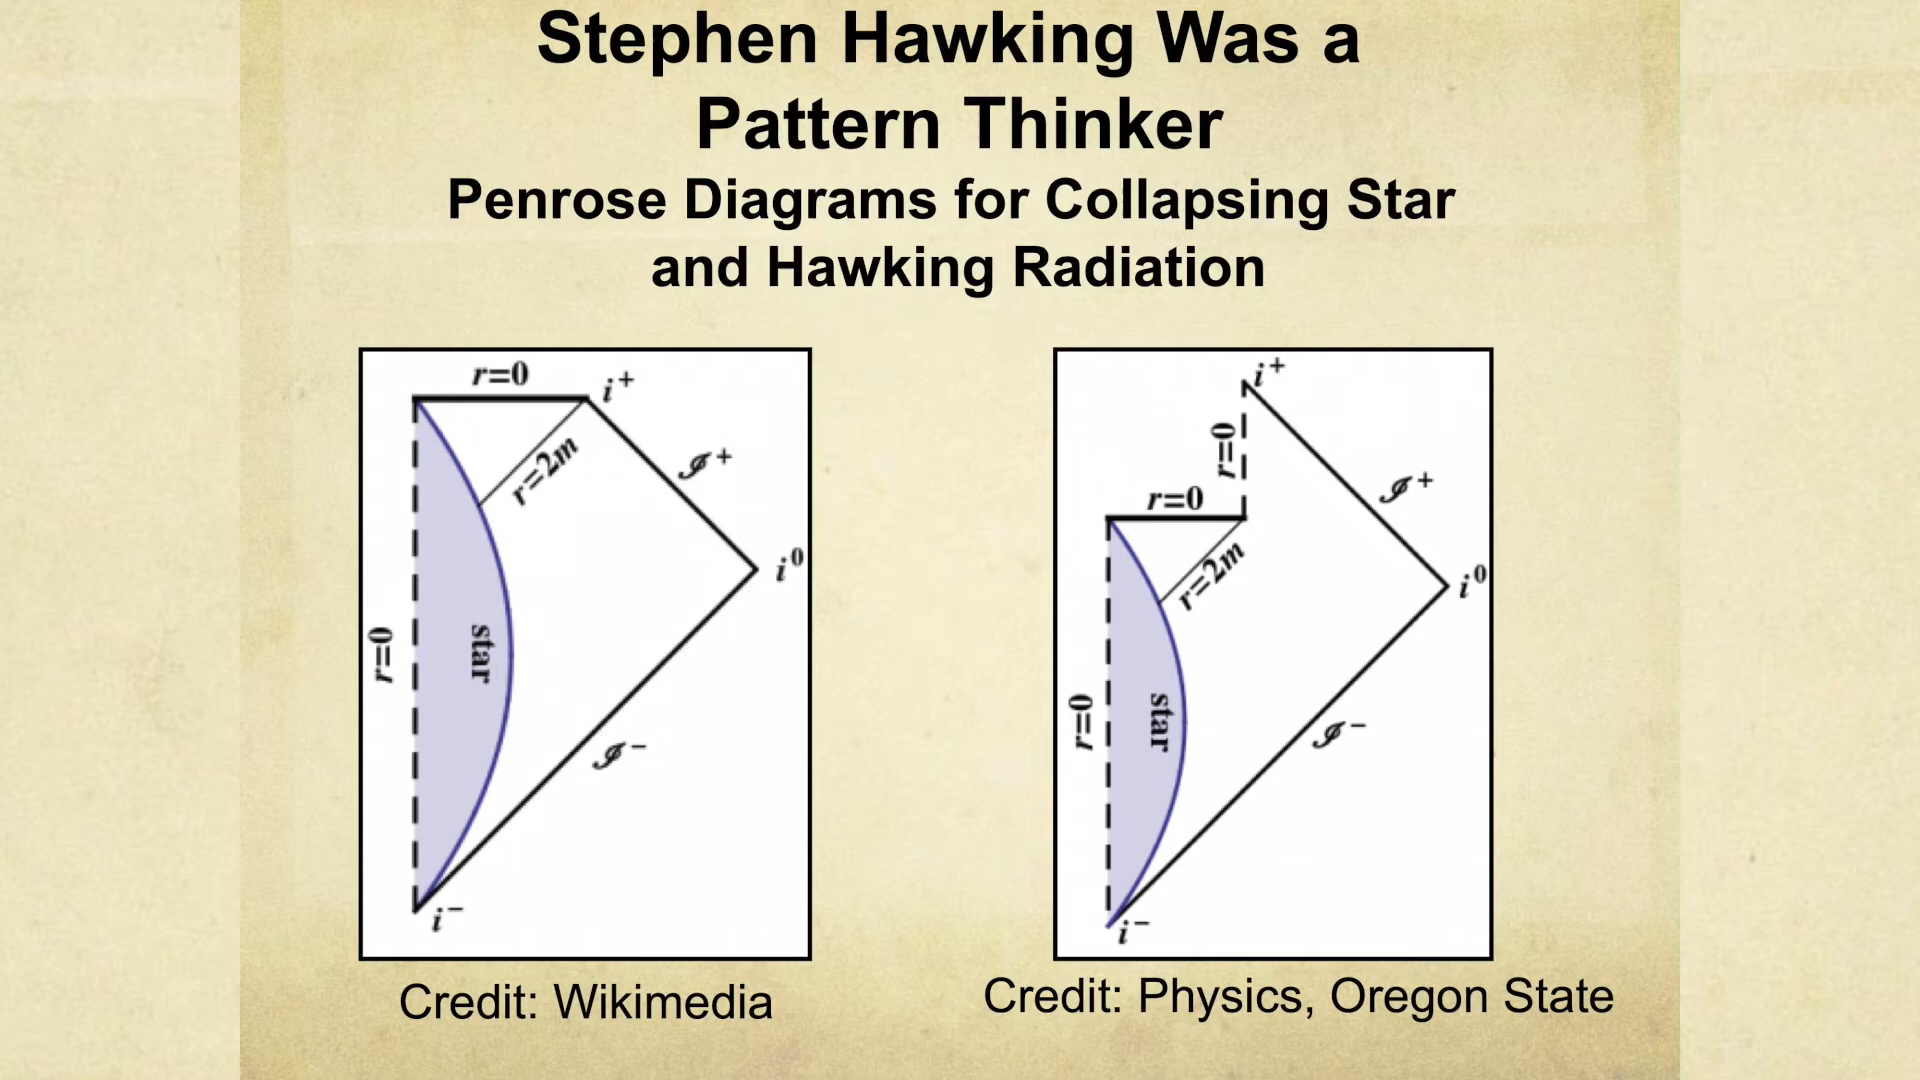 Stephen Hawking Was a
Pattern Thinker
Penrose Diagrams for Collapsing Star
and Hawking Radiation
r=0
i⁺
r=2m
ℐ⁺
i⁰
r=0
star
ℐ⁻
i⁻
Credit: Wikimedia
i⁺
r=0
r=0
ℐ⁺
r=2m
i⁰
r=0
star
ℐ⁻
i⁻
Credit: Physics, Oregon State